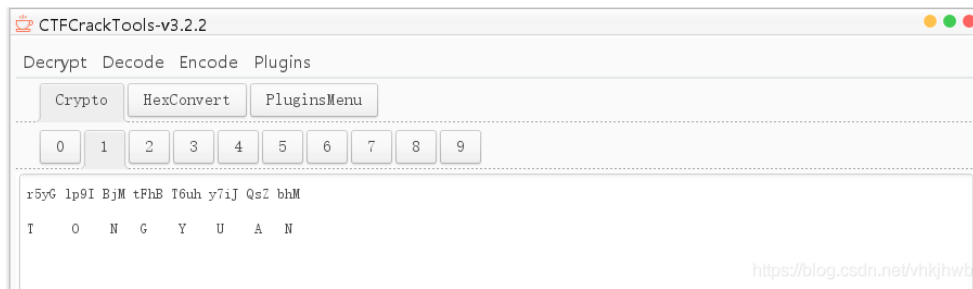 CTFCrackTools-v3.2.2
Decrypt Decode Encode Plugins
Crypto HexConvert PluginsMenu
0 1 2 3 4 5 6 7 8 9
r5yG lp9I BjM tFhB T6uh y7iJ QsZ bhM
T O N G Y U A N
https://blog.csdn.net/vhkjhwb